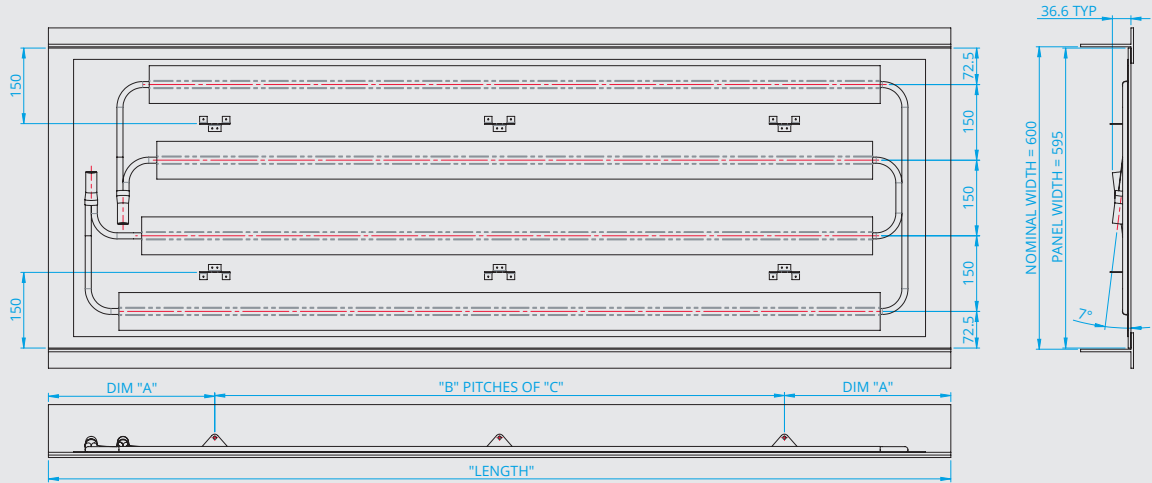 36.6 TYP
150
72.5
150
150
150
72.5
150
NOMINAL WIDTH = 600
PANEL WIDTH = 595
7°
DIM "A"
"B" PITCHES OF "C"
DIM "A"
"LENGTH"